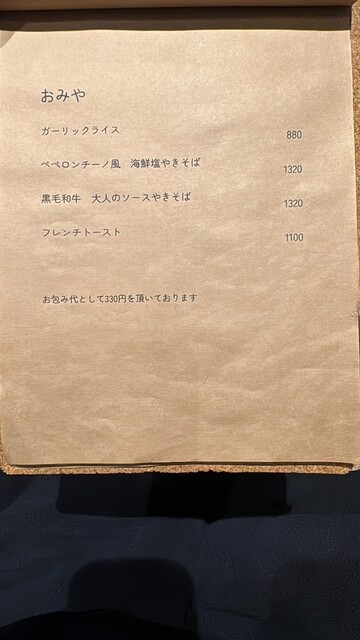 おみや
ガーリックライス 880
ペペロンチーノ風 海鮮塩やきそば 1320
黒毛和牛 大人のソースやきそば 1320
フレンチトースト 1100
お包み代として330円を頂いております